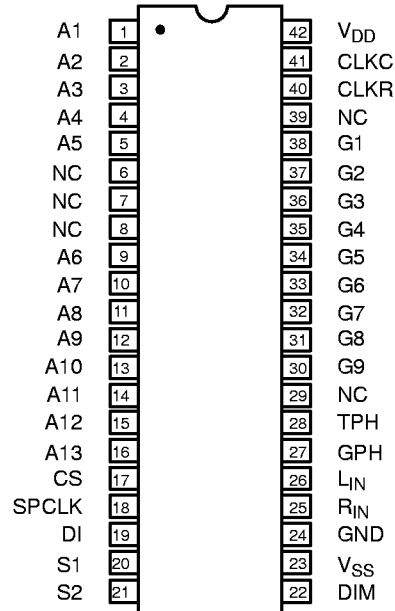 A1 1 42 VDD
A2 2 41 CLKC
A3 3 40 CLKR
A4 4 39 NC
A5 5 38 G1
NC 6 37 G2
NC 7 36 G3
NC 8 35 G4
A6 9 34 G5
A7 10 33 G6
A8 11 32 G7
A9 12 31 G8
A10 13 30 G9
A11 14 29 NC
A12 15 28 TPH
A13 16 27 GPH
CS 17 26 LIN
SPCLK 18 25 RIN
DI 19 24 GND
S1 20 23 VSS
S2 21 22 DIM